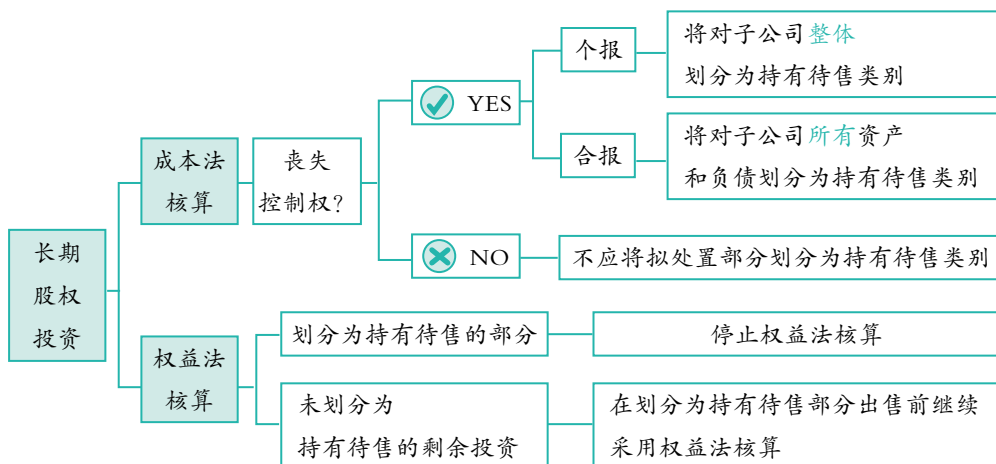 长期
股权
投资
成本法
核算
丧失
控制权?
YES
个报
将对子公司整体
划分为持有待售类别
合报
将对子公司所有资产
和负债划分为持有待售类别
NO
不应将拟处置部分划分为持有待售类别
权益法
核算
划分为持有待售的部分
停止权益法核算
未划分为
持有待售的剩余投资
在划分为持有待售部分出售前继续
采用权益法核算